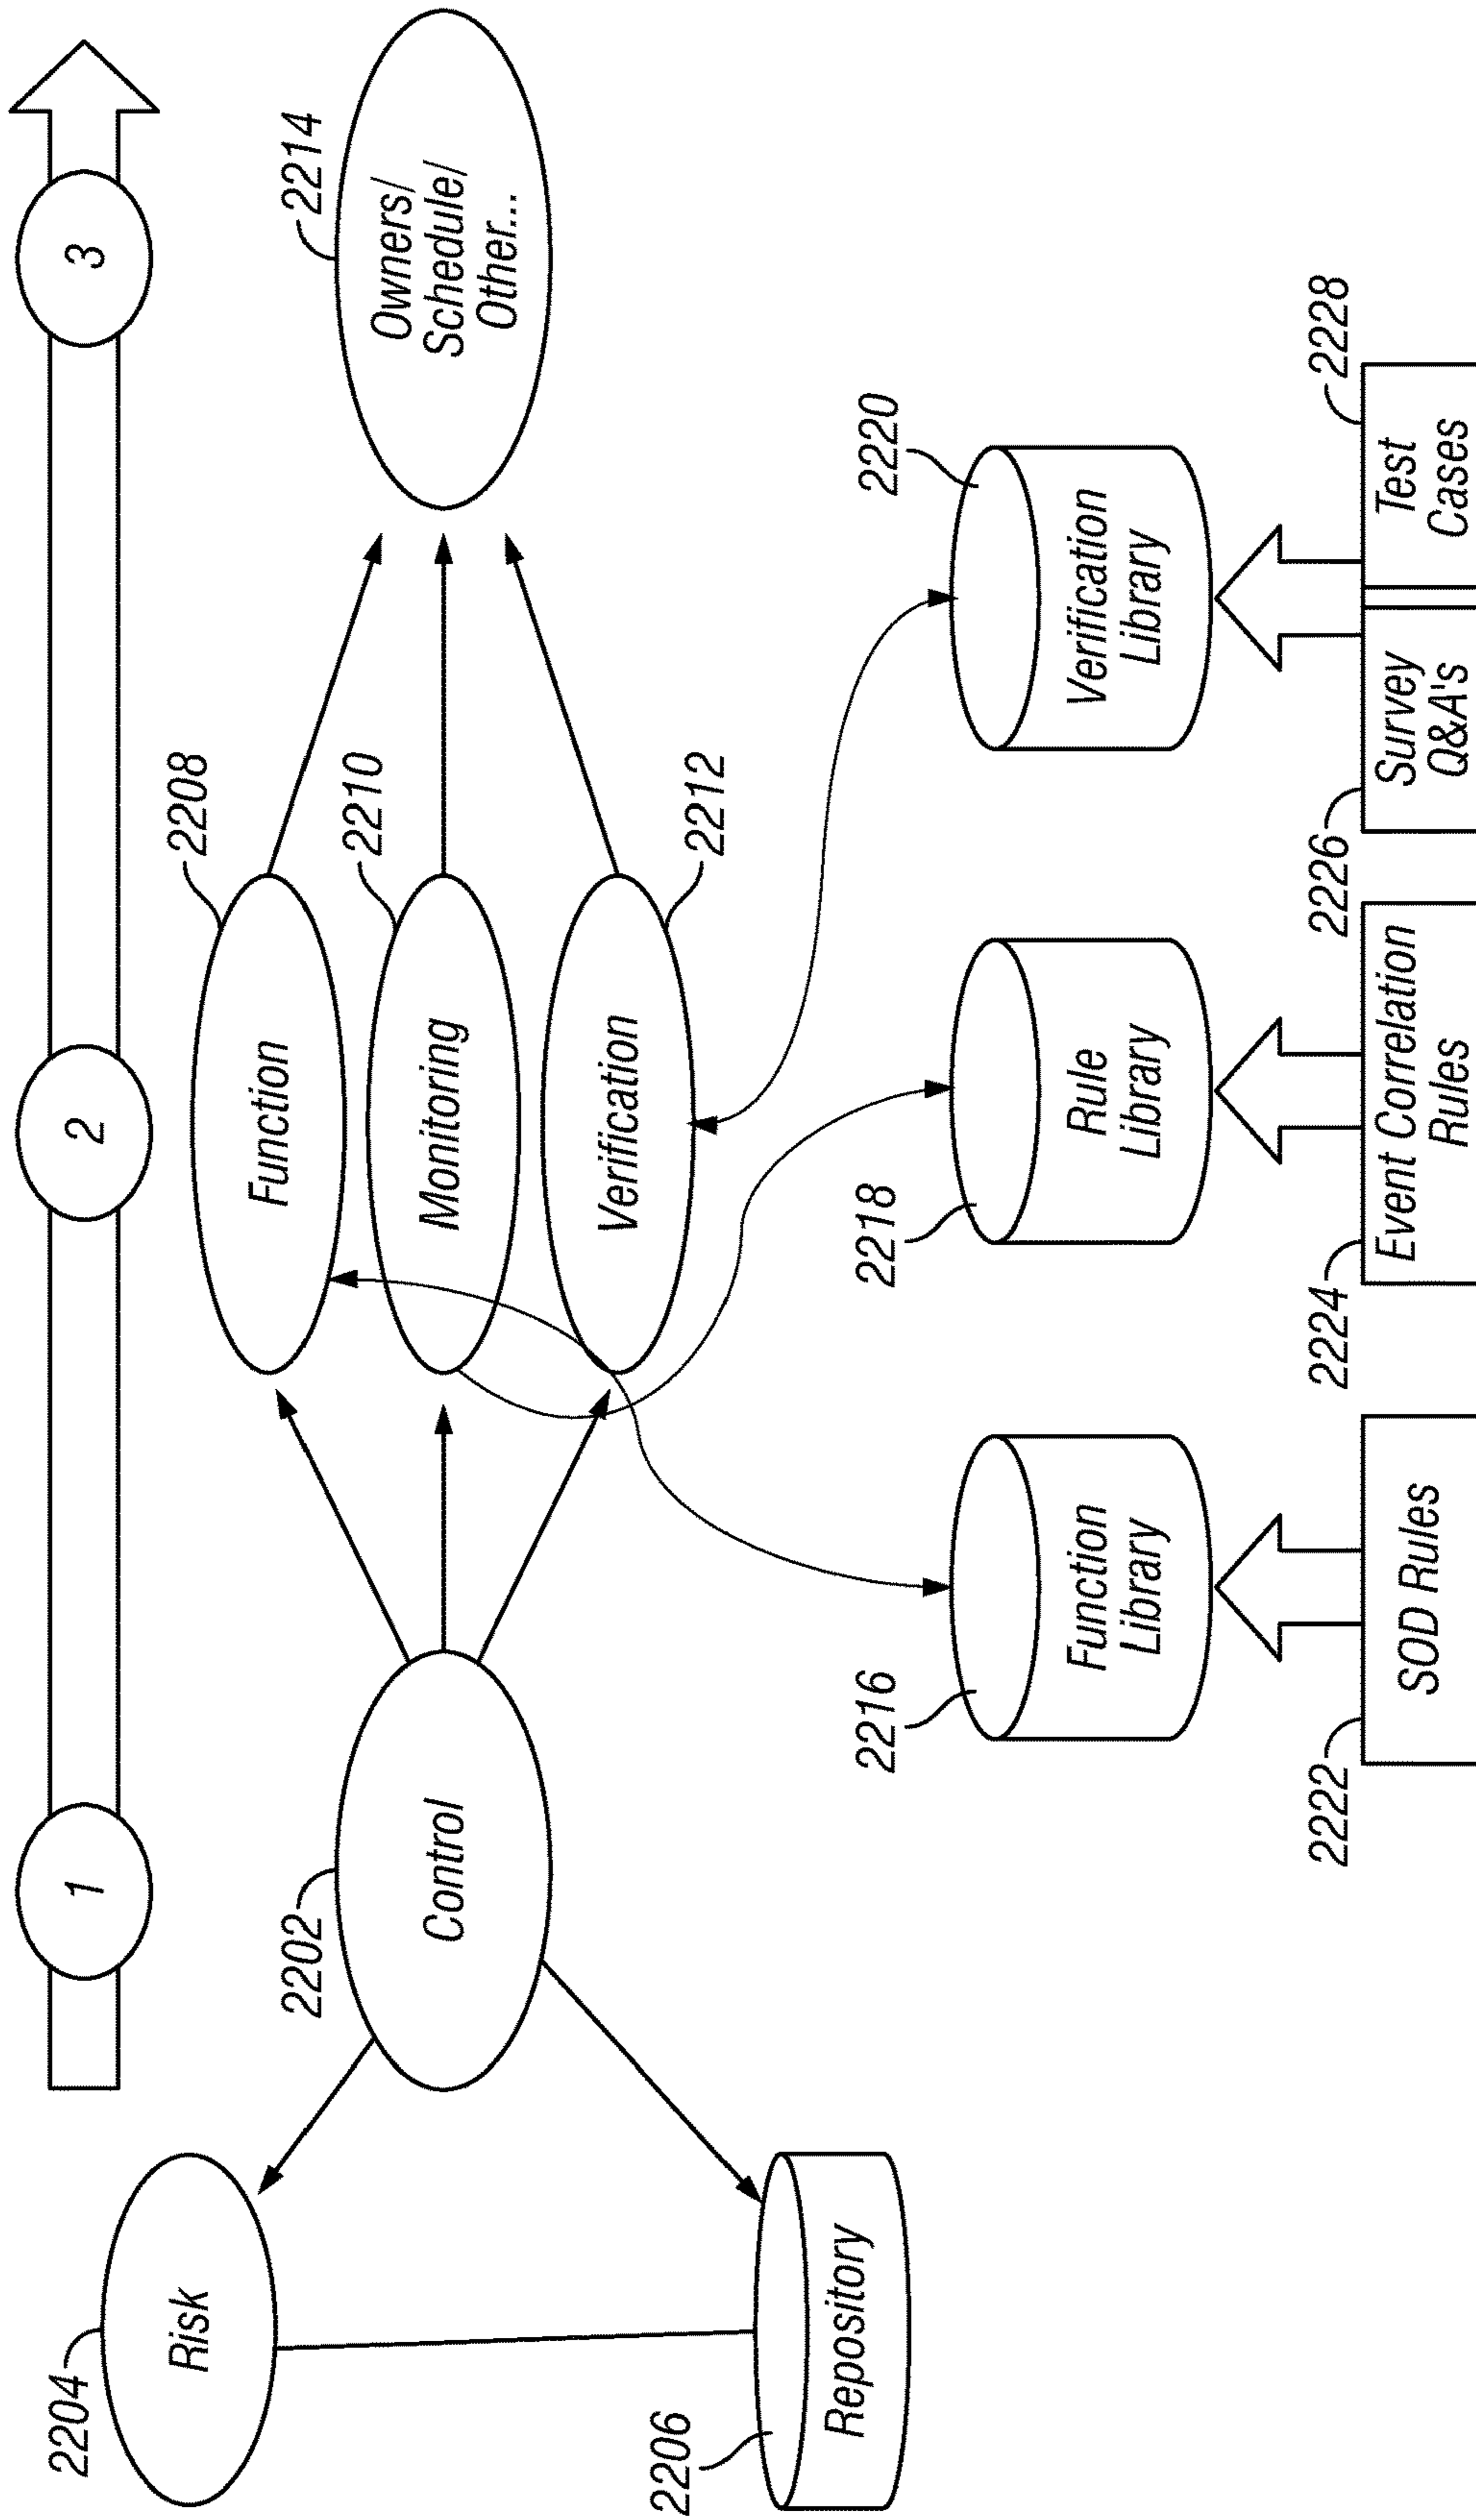 1
2
3
2204
Risk
2206
Repository
2202
Control
2208
Function
2210
Monitoring
2212
Verification
2214
Owners/
Schedule/
Other...
2216
Function
Library
2218
Rule
Library
2220
Verification
Library
2222
SOD Rules
2224
Event Correlation
Rules
2226
Survey
Q&A's
2228
Test
Cases